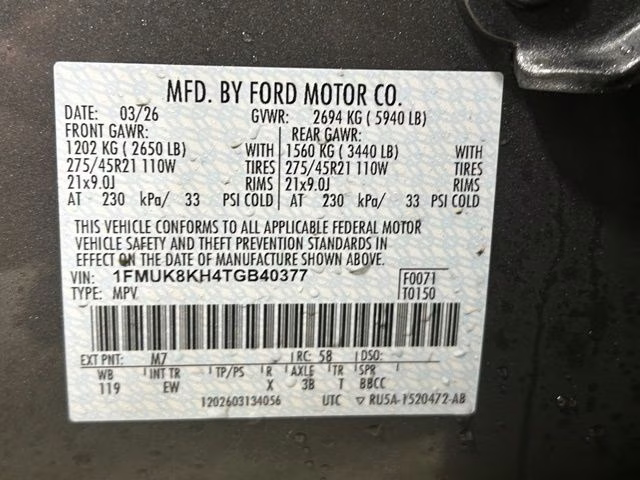 MFD. BY FORD MOTOR CO.
DATE: 03/26 GVWR: 2694 KG ( 5940 LB)
FRONT GAWR: REAR GAWR:
1202 KG ( 2650 LB) WITH 1560 KG ( 3440 LB) WITH
275/45R21 110W TIRES 275/45R21 110W TIRES
21x9.0J RIMS 21x9.0J RIMS
AT 230 kPa/ 33 PSI COLD AT 230 kPa/ 33 PSI COLD
THIS VEHICLE CONFORMS TO ALL APPLICABLE FEDERAL MOTOR
VEHICLE SAFETY AND THEFT PREVENTION STANDARDS IN
EFFECT ON THE DATE OF MANUFACTURE SHOWN ABOVE.
VIN: 1FMUK8KH4TGB40377 F0071
TYPE: MPV T0150
EXT PNT: M7 RC: 58 DSO:
WB INT TR TP/PS R AXLE TR SPR
119 EW X 3B T BBCC
1202603134056 UTC ▽ RU5A-1520472-AB